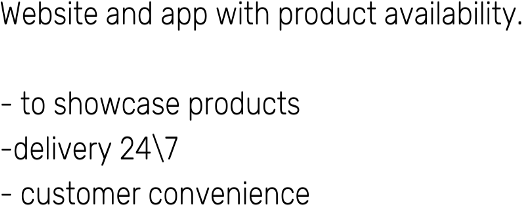 Website and app with product availability.
- to showcase products
-delivery 24\7
- customer convenience